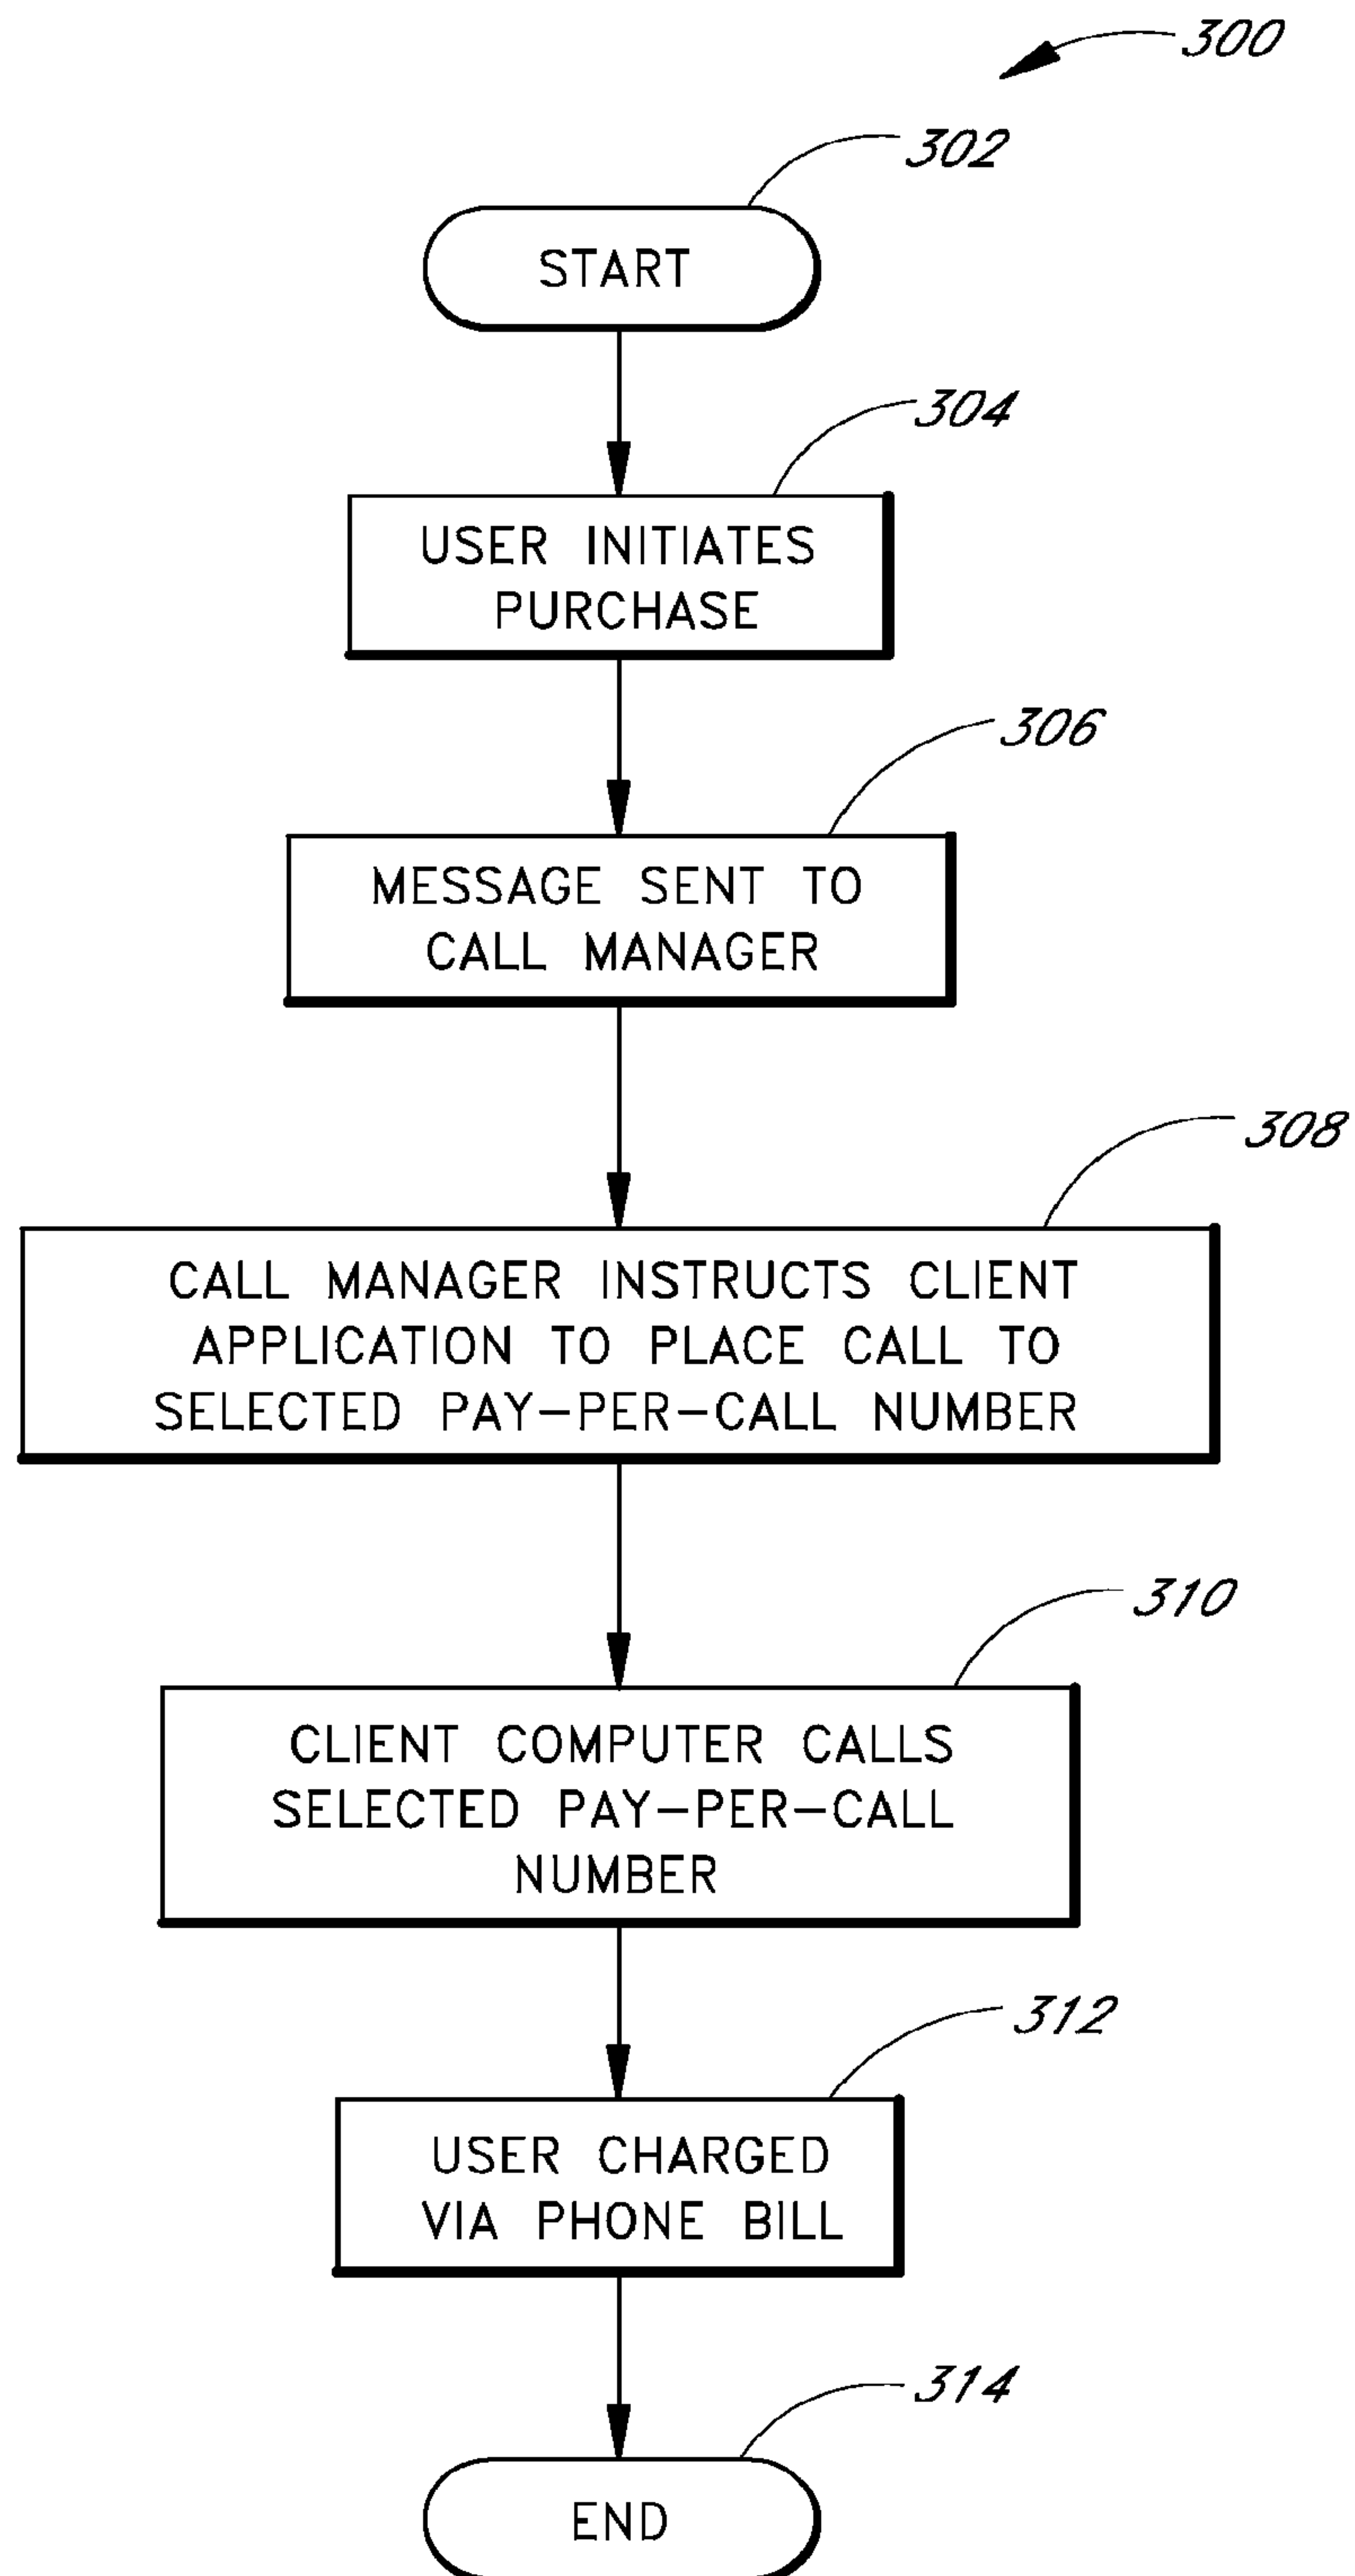 300
302
START
304
USER INITIATES
PURCHASE
306
MESSAGE SENT TO
CALL MANAGER
308
CALL MANAGER INSTRUCTS CLIENT
APPLICATION TO PLACE CALL TO
SELECTED PAY-PER-CALL NUMBER
310
CLIENT COMPUTER CALLS
SELECTED PAY-PER-CALL
NUMBER
312
USER CHARGED
VIA PHONE BILL
314
END